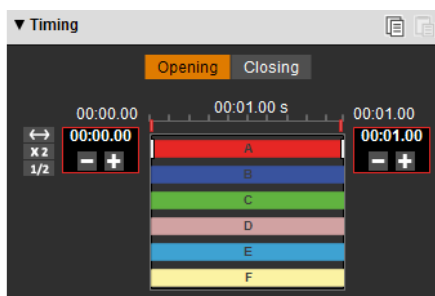 ▼ Timing
Opening Closing
00:00.00 00:01.00 s 00:01.00
00:00.00 00:01.00
X 2
1/2
A
B
C
D
E
F